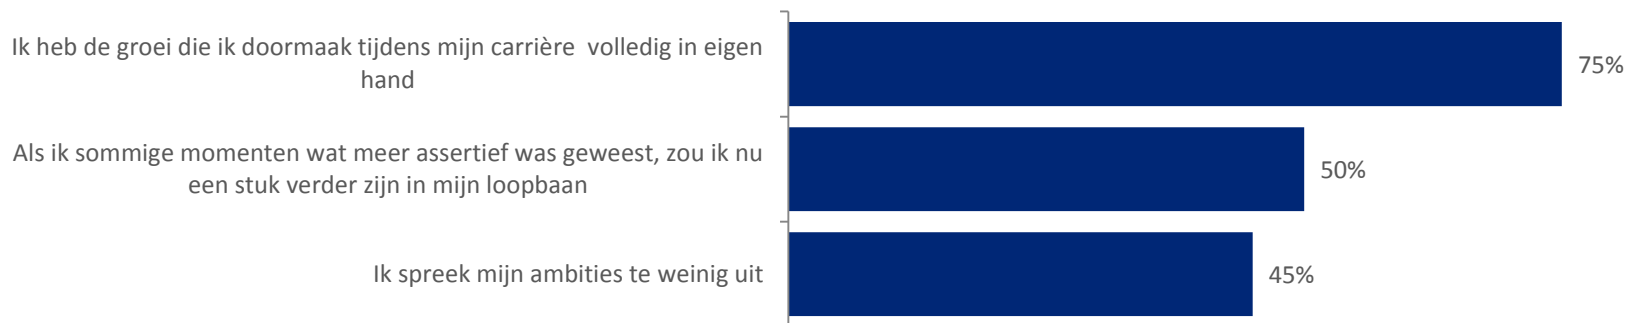 Ik heb de groei die ik doormaak tijdens mijn carrière  volledig in eigen
hand
75%
Als ik sommige momenten wat meer assertief was geweest, zou ik nu
een stuk verder zijn in mijn loopbaan
50%
Ik spreek mijn ambities te weinig uit
45%